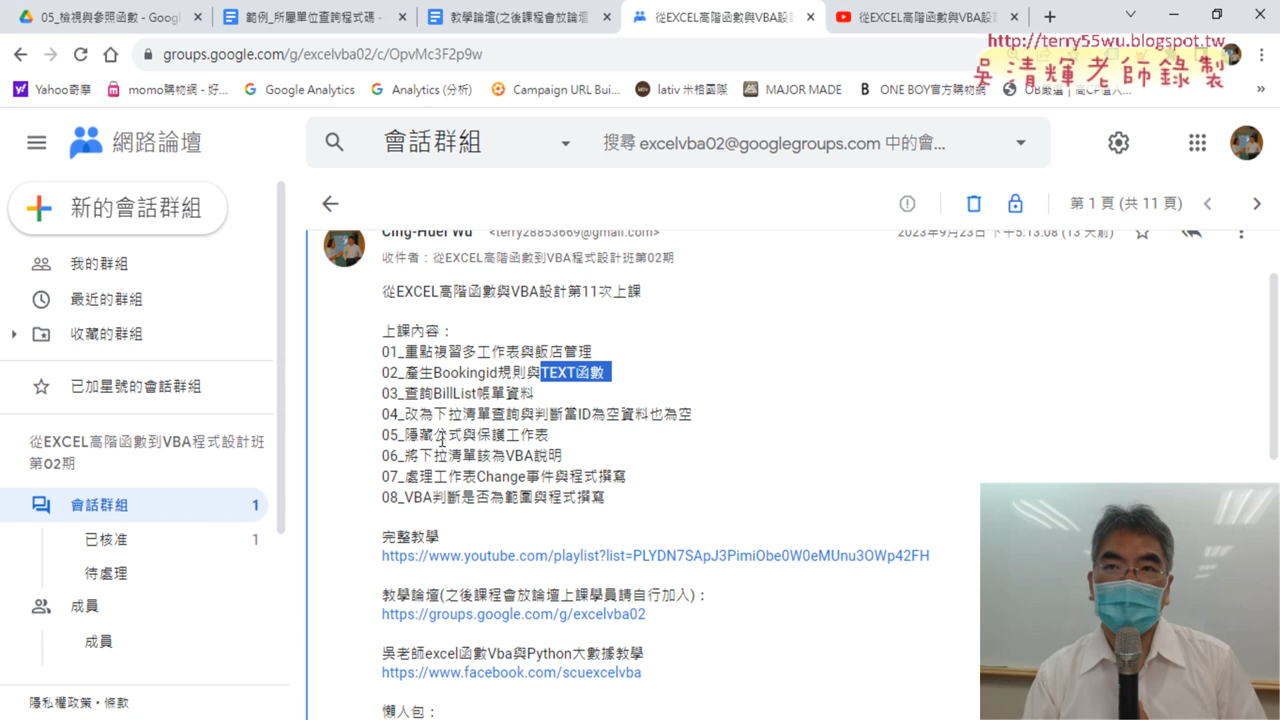 05_檢視與參照函數 - Goog
範例_所屬單位查詢程式碼 -
教學論壇(之後課程會放論壇
從EXCEL高階函數與VBA設
從EXCEL高階函數與VBA設
groups.google.com/g/excelvba02/c/OpvMc3F2p9w
http://terry55wu.blogspot.tw
吳清輝老師錄製
Yahoo奇摩
momo購物網 - 好...
Google Analytics
Analytics (分析)
Campaign URL Bui...
lativ 米格國際
MAJOR MADE
ONE BOY官方購物網
網路論壇
會話群組
搜尋 excelvba02@googlegroups.com 中的會...
新的會話群組
第 1 頁 (共 11 頁)
Cing-Huei Wu <terry28853669@gmail.com>
2023年9月23日 下午5:13:08 (13 天前)
收件者：從EXCEL高階函數到VBA程式設計班第02期
我的群組
最近的群組
收藏的群組
已加星號的會話群組
從EXCEL高階函數到VBA程式設計班
第02期
會話群組 1
已核准 1
待處理
成員
成員
隱私權政策・條款
從EXCEL高階函數與VBA設計第11次上課
上課內容：
01_重點複習多工作表與飯店管理
02_產生Bookingid規則與TEXT函數
03_查詢BillList帳單資料
04_改為下拉清單查詢與判斷當ID為空資料也為空
05_隱藏公式與保護工作表
06_將下拉清單該為VBA說明
07_處理工作表Change事件與程式撰寫
08_VBA判斷是否為範圍與程式撰寫
完整教學
https://www.youtube.com/playlist?list=PLYDN7SApJ3PimiObe0W0eMUnu3OWp42FH
教學論壇(之後課程會放論壇上課學員請自行加入)：
https://groups.google.com/g/excelvba02
吳老師excel函數Vba與Python大數據教學
https://www.facebook.com/scuexcelvba
懶人包：